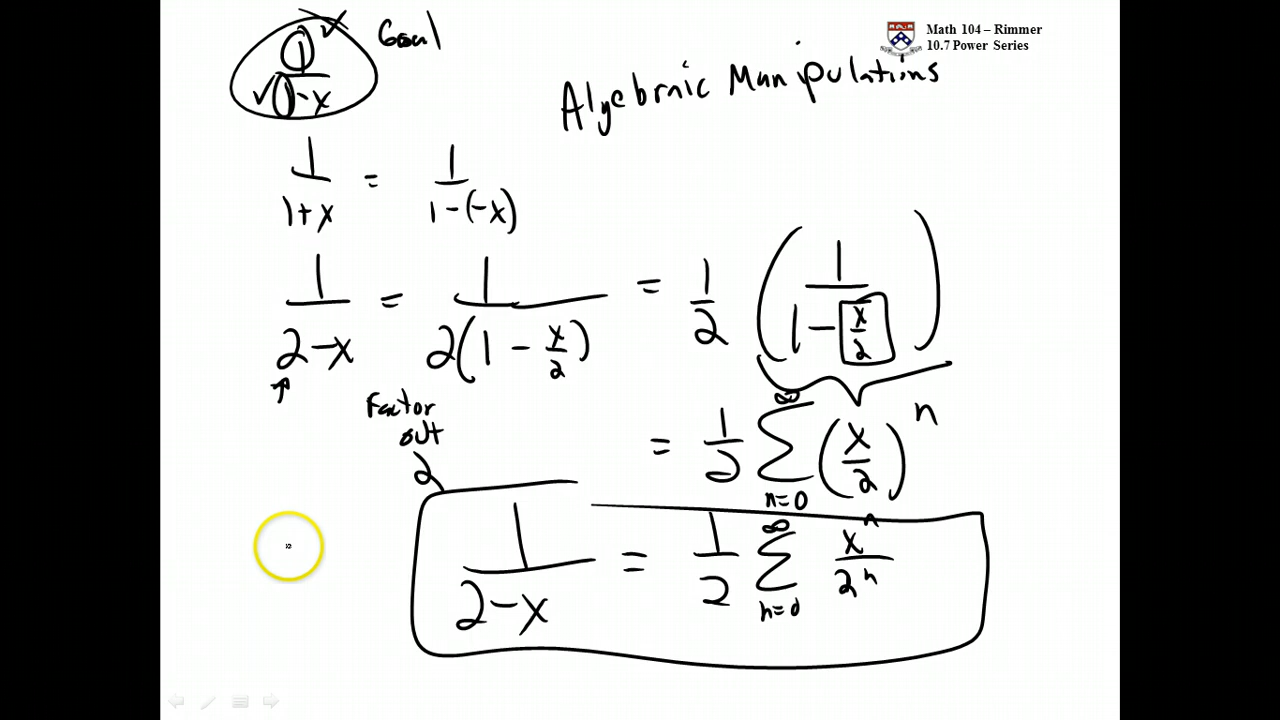 Math 104 – Rimmer
10.7 Power Series
1/(1-x) Goal
Algebraic Manipulations
1/(1+x) = 1/(1-(-x))
1/(2-x) = 1/(2(1 - x/2)) = 1/2 (1/(1 - x/2))
Factor
out
2
= 1/2 ∑_{n=0}^{∞} (x/2)^n
1/(2-x) = 1/2 ∑_{n=0}^{∞} x^n/2^n